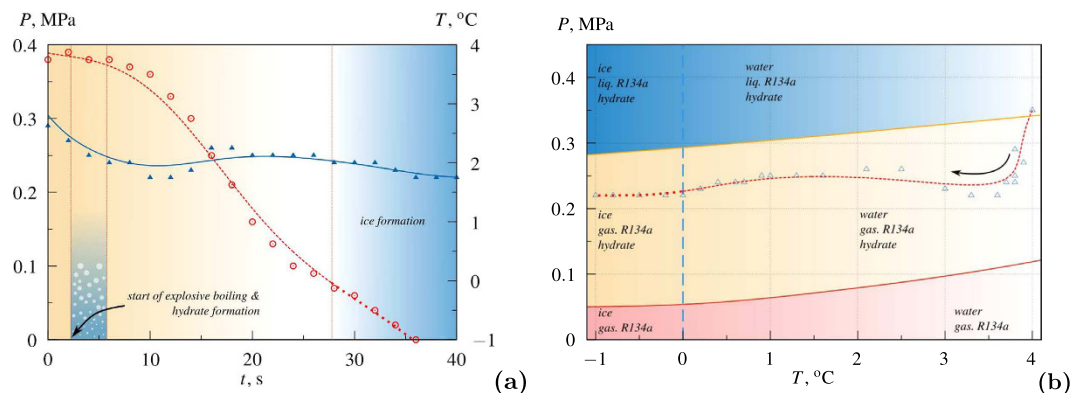 P, MPa
T, °C
0.4
0.3
0.2
0.1
0
4
3
2
1
0
−1
start of explosive boiling &
hydrate formation
ice formation
0
10
20
30
40
t, s
(a)
P, MPa
0.4
0.3
0.2
0.1
0
ice
liq. R134a
hydrate
water
liq. R134a
hydrate
ice
gas. R134a
hydrate
water
gas. R134a
hydrate
ice
gas. R134a
water
gas. R134a
−1
0
1
2
3
4
T, °C
(b)